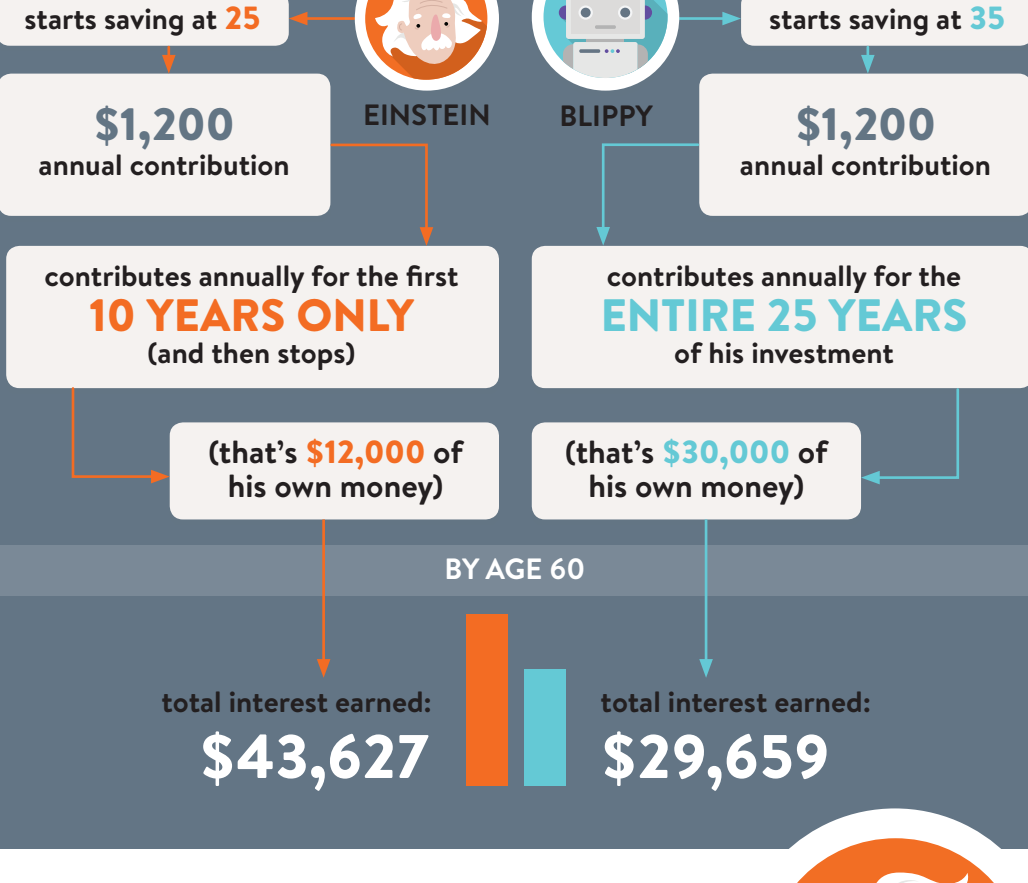 starts saving at 25
starts saving at 35
EINSTEIN
BLIPPY
$1,200
annual contribution
$1,200
annual contribution
contributes annually for the first
10 YEARS ONLY
(and then stops)
contributes annually for the
ENTIRE 25 YEARS
of his investment
(that's $12,000 of
his own money)
(that's $30,000 of
his own money)
BY AGE 60
total interest earned:
$43,627
total interest earned:
$29,659